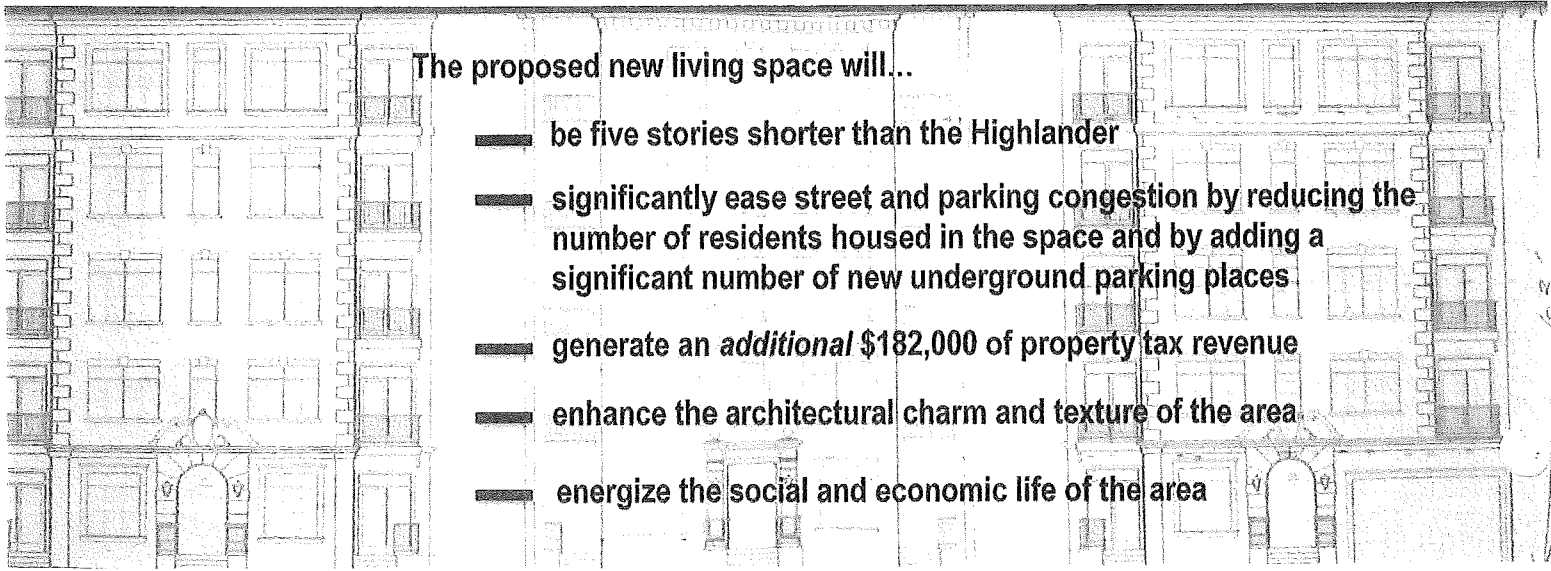 The proposed new living space will...
be five stories shorter than the Highlander
significantly ease street and parking congestion by reducing the
number of residents housed in the space and by adding a
significant number of new underground parking places
generate an additional $182,000 of property tax revenue
enhance the architectural charm and texture of the area
energize the social and economic life of the area